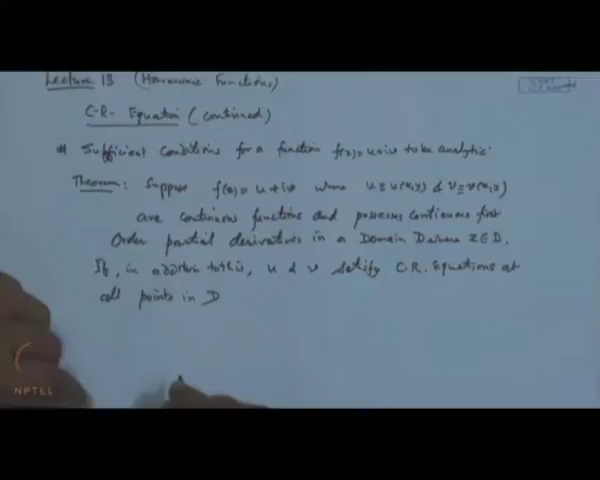 Lecture 13 (Harmonic Functions)
C-R. Equation (continued)
Sufficient conditions for a function f(z)=u+iv to be analytic.
Theorem: Suppose f(z) = u + iv where u ≡ u(x,y) & v ≡ v(x,y)
are continuous functions and possesses continuous first
order partial derivatives in a Domain D where z∈D.
If, in addition to this, u & v satisfy C.R. Equations at
all points in D
NPTEL